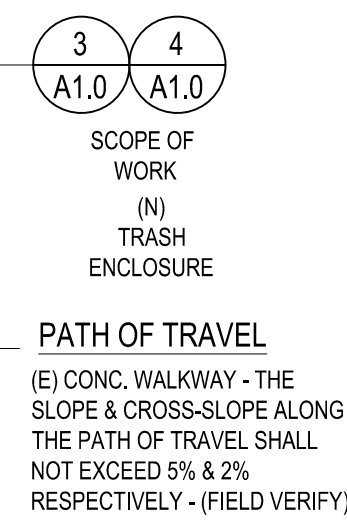 3 4
A1.0 A1.0
SCOPE OF
WORK
(N)
TRASH
ENCLOSURE
PATH OF TRAVEL
(E) CONC. WALKWAY - THE
SLOPE & CROSS-SLOPE ALONG
THE PATH OF TRAVEL SHALL
NOT EXCEED 5% & 2%
RESPECTIVELY - (FIELD VERIFY)